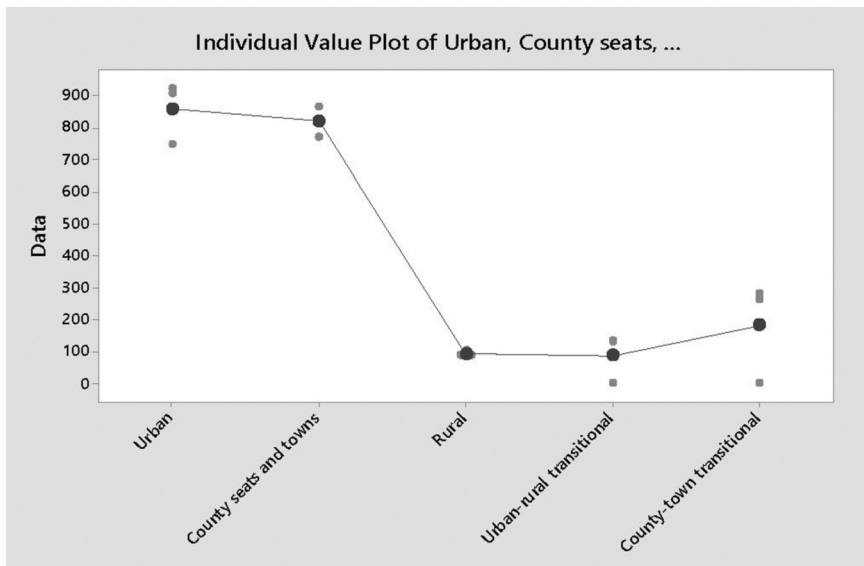 Individual Value Plot of Urban, County seats, ...
Data
900
800
700
600
500
400
300
200
100
0
Urban
County seats and towns
Rural
Urban-rural transitional
County-town transitional